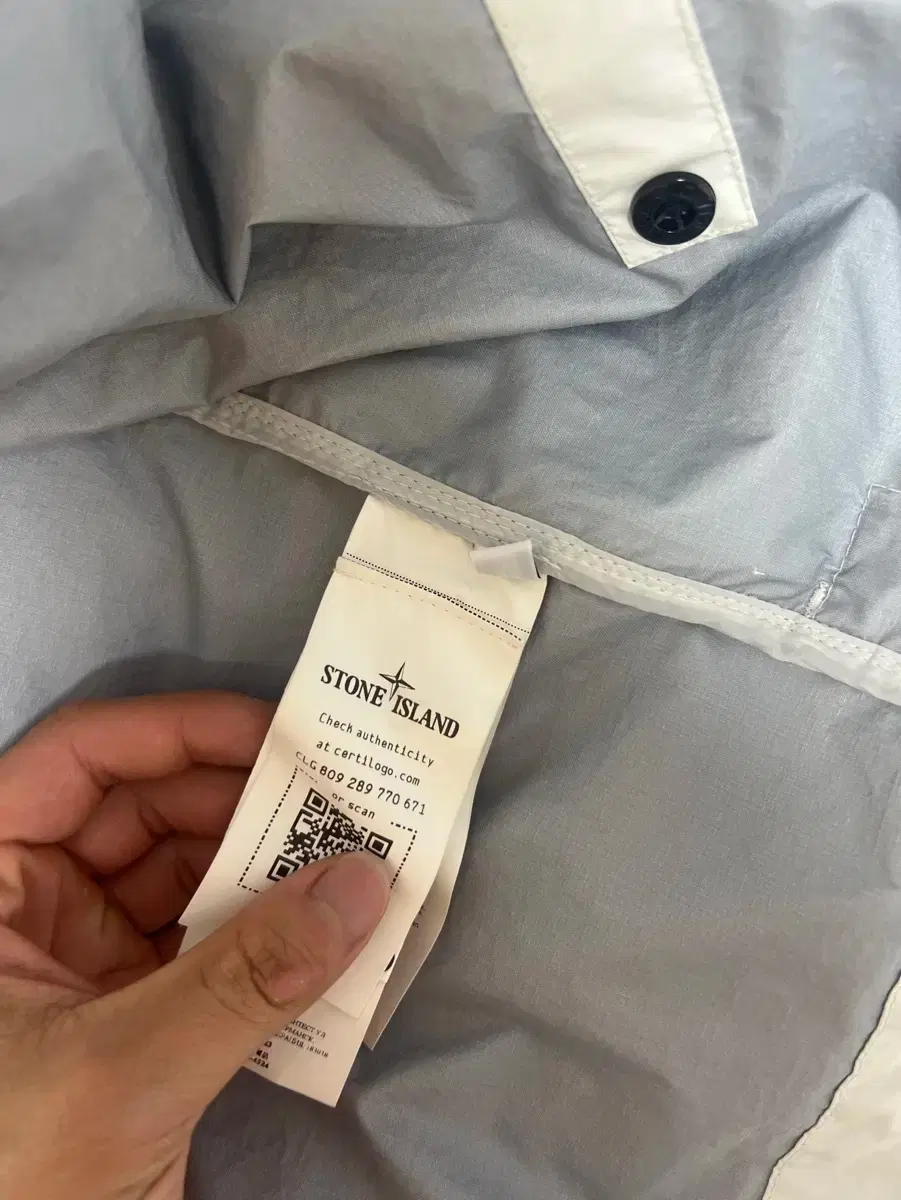 STONE ISLAND
Check authenticity
at certilogo.com
CLG 809 289 770 671
or scan